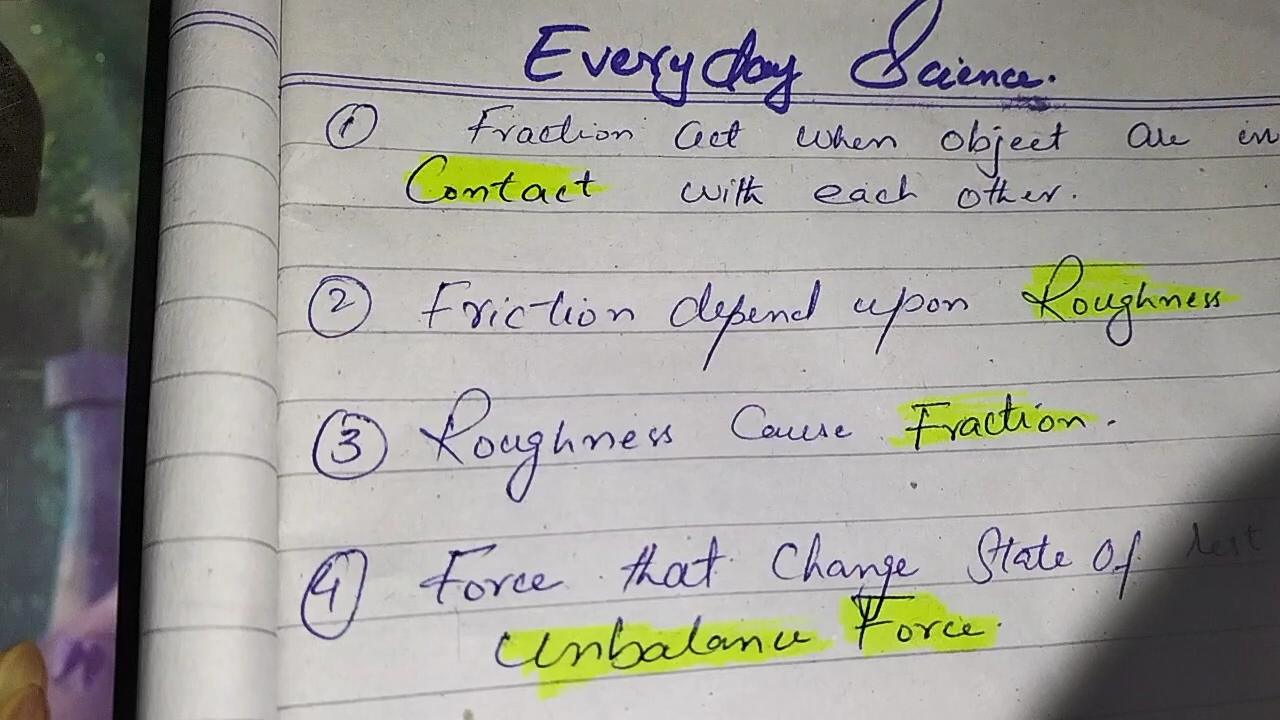 Everyday Science.
① Fraction act when object are in
Contact with each other.
② Friction depend upon Roughness
③ Roughness Cause Fraction.
④ Force that Change State Of rest
Unbalance Force.